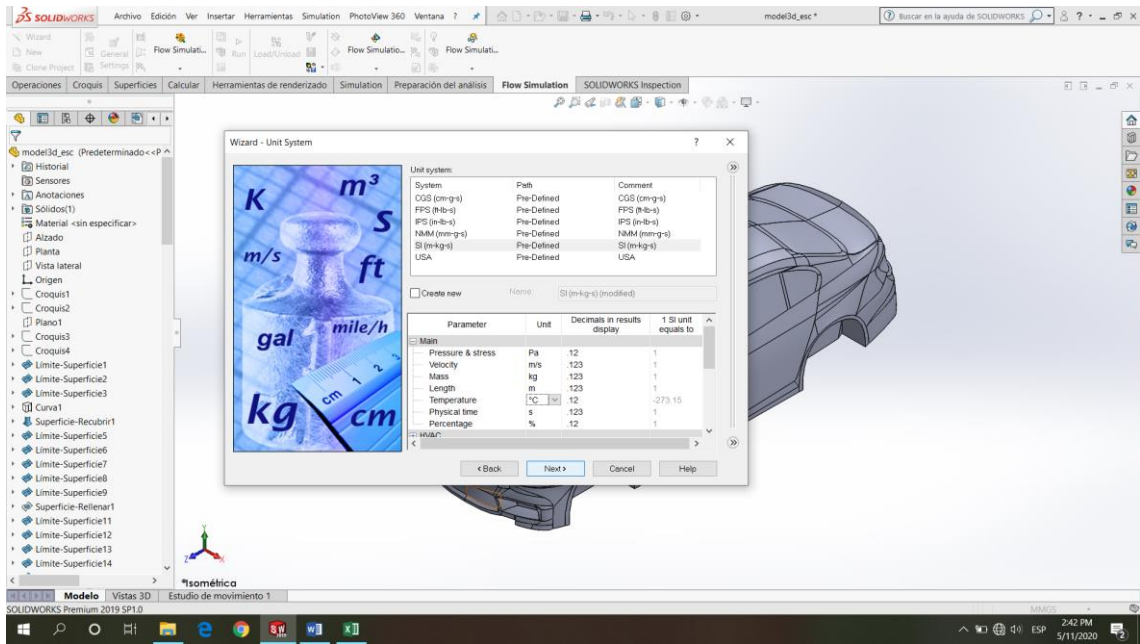 SOLIDWORKS Archivo Edición Ver Insertar Herramientas Simulation PhotoView 360 Ventana ? model3d_esc * Buscar en la ayuda de SOLIDWORKS
Wizard
New
Clone Project
General Settings
Flow Simulati...
Run
Load/Unload
Flow Simulatio...
Flow Simulati...
Operaciones Croquis Superficies Calcular Herramientas de renderizado Simulation Preparación del análisis Flow Simulation SOLIDWORKS Inspection
model3d_esc (Predeterminado<<P
Historial
Sensores
Anotaciones
Sólidos(1)
Material <sin especificar>
Alzado
Planta
Vista lateral
Origen
Croquis1
Croquis2
Plano1
Croquis3
Croquis4
Límite-Superficie1
Límite-Superficie2
Límite-Superficie3
Curva1
Superficie-Recubrir1
Límite-Superficie5
Límite-Superficie6
Límite-Superficie7
Límite-Superficie8
Límite-Superficie9
Superficie-Rellenar1
Límite-Superficie11
Límite-Superficie12
Límite-Superficie13
Límite-Superficie14
Wizard - Unit System ?
K m³
S
m/s ft
gal mile/h
cm 1 2 3
kg cm
Unit system:
System Path Comment
CGS (cm-g-s) Pre-Defined CGS (cm-g-s)
FPS (ft-lb-s) Pre-Defined FPS (ft-lb-s)
IPS (in-lb-s) Pre-Defined IPS (in-lb-s)
NMM (mm-g-s) Pre-Defined NMM (mm-g-s)
SI (m-kg-s) Pre-Defined SI (m-kg-s)
USA Pre-Defined USA
Create new Name: SI (m-kg-s) (modified)
Parameter Unit Decimals in results display 1 SI unit equals to
Main
Pressure & stress Pa .12 1
Velocity m/s .123 1
Mass kg .123 1
Length m .123 1
Temperature °C .12 -273.15
Physical time s .123 1
Percentage % .12 1
HVAC
<Back Next > Cancel Help
Y
Z X
*Isométrica
Modelo Vistas 3D Estudio de movimiento 1
SOLIDWORKS Premium 2019 SP1.0 MMGS
ESP 2:42 PM
5/11/2020